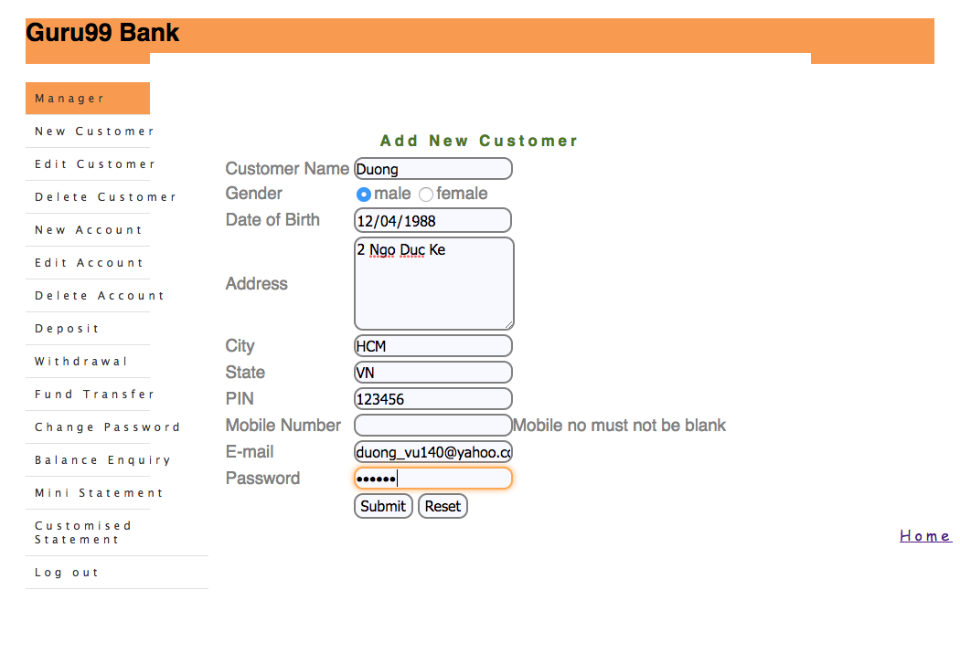 Guru99 Bank
Manager
New Customer
Edit Customer
Delete Customer
New Account
Edit Account
Delete Account
Deposit
Withdrawal
Fund Transfer
Change Password
Balance Enquiry
Mini Statement
Customised
Statement
Log out
Add New Customer
Customer Name Duong
Gender male female
Date of Birth 12/04/1988
Address 2 Ngo Duc Ke
City HCM
State VN
PIN 123456
Mobile Number Mobile no must not be blank
E-mail duong_vu140@yahoo.co
Password ••••••
Submit Reset
Home